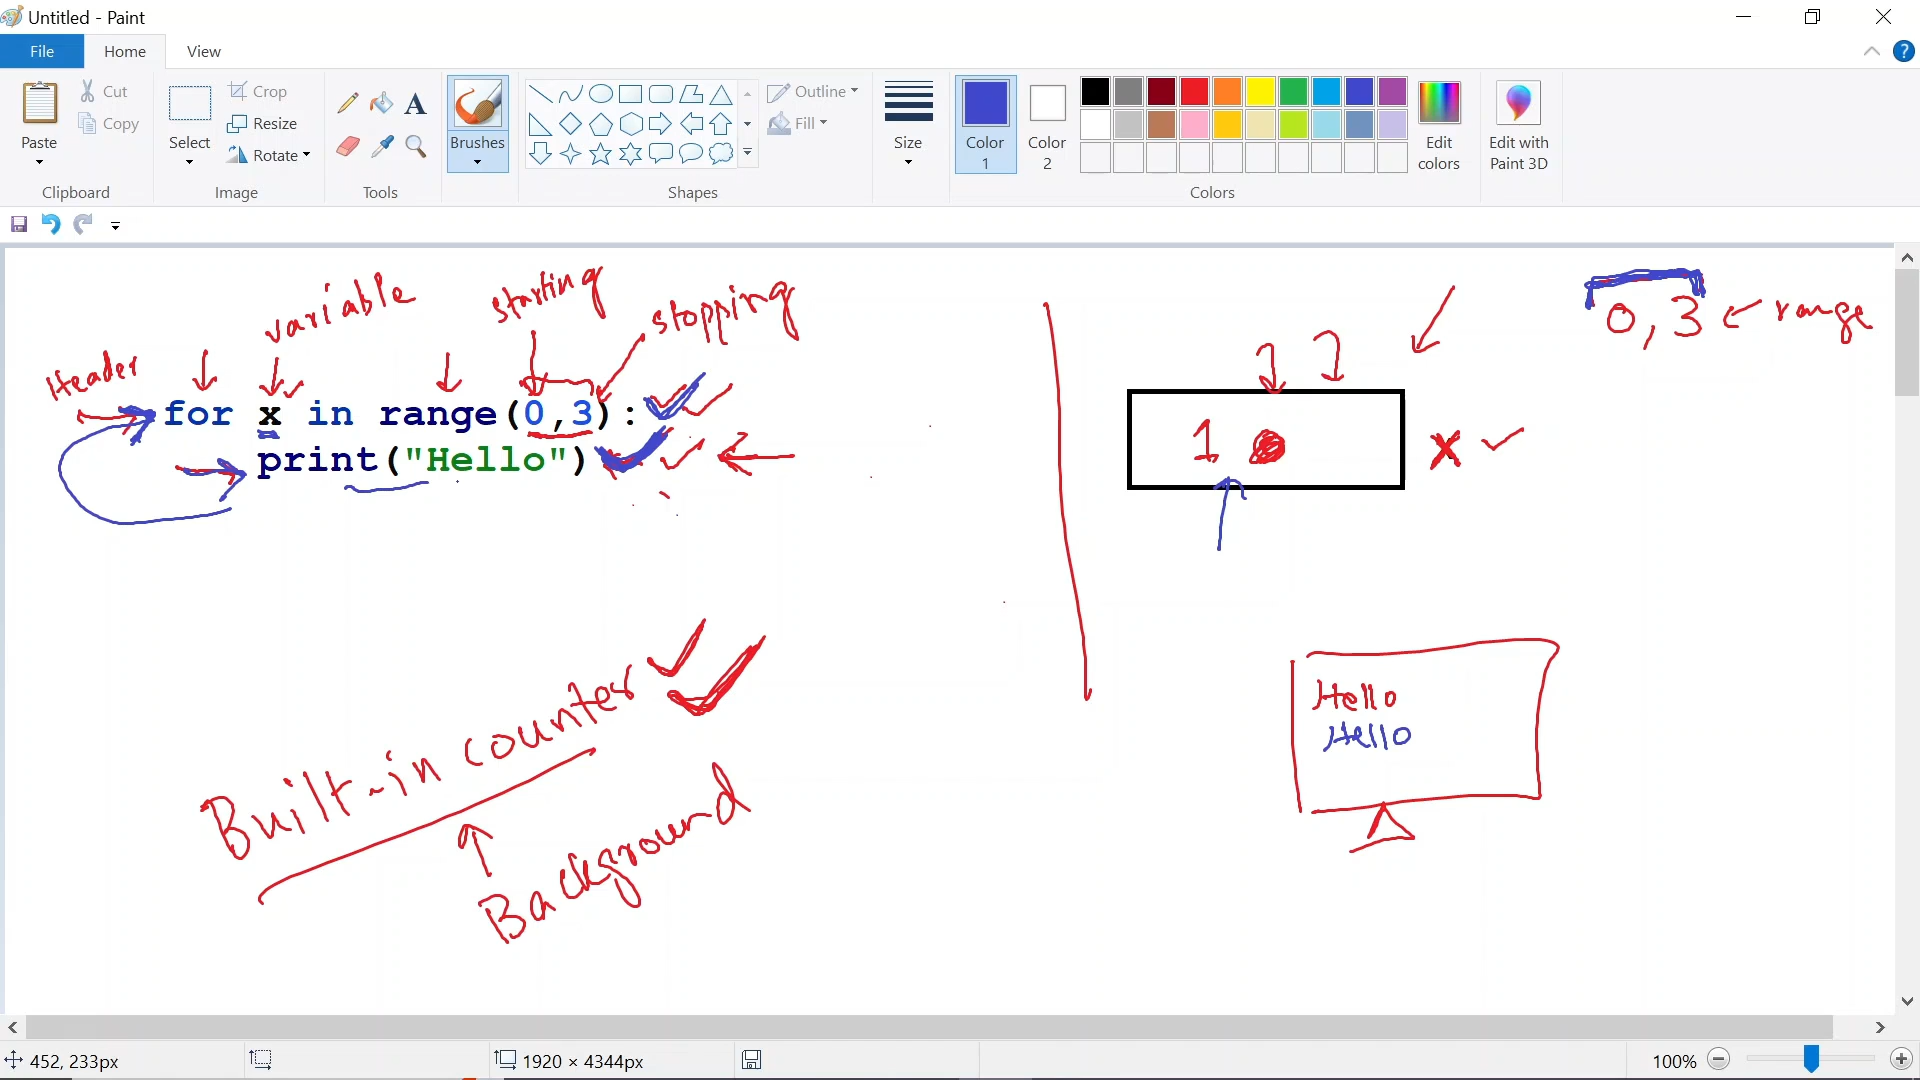 Untitled - Paint
File Home View
Paste
Cut
Copy
Clipboard
Select
Crop
Resize
Rotate
Image
A
Tools
Brushes
Shapes
Outline
Fill
Size
Color 1
Color 2
Edit colors
Colors
Edit with Paint 3D
?
variable
starting
stopping
Header
for x in range(0,3):
print("Hello")
Built-in counter
Background
0, 3 range
1
x
Hello
Hello
452, 233px
1920 × 4344px
100%